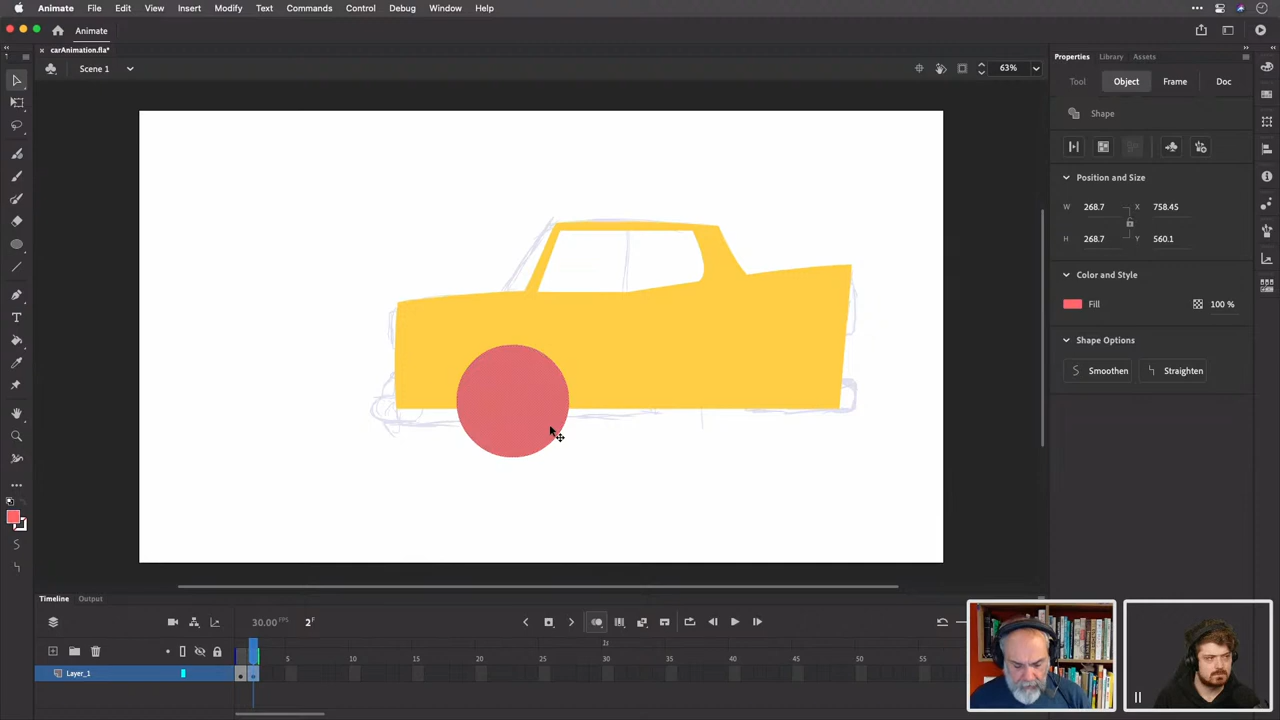 Animate File Edit View Insert Modify Text Commands Control Debug Window Help
Animate
carAnimation.fla*
Scene 1
63%
Properties Library Assets
Tool Object Frame Doc
Shape
Position and Size
W 268.7 X 758.45
H 268.7 Y 560.1
Color and Style
Fill 100 %
Shape Options
Smoothen Straighten
Timeline Output
30.00 FPS 2 F
1s
5 10 15 20 25 30 35 40 45 50 55
Layer_1